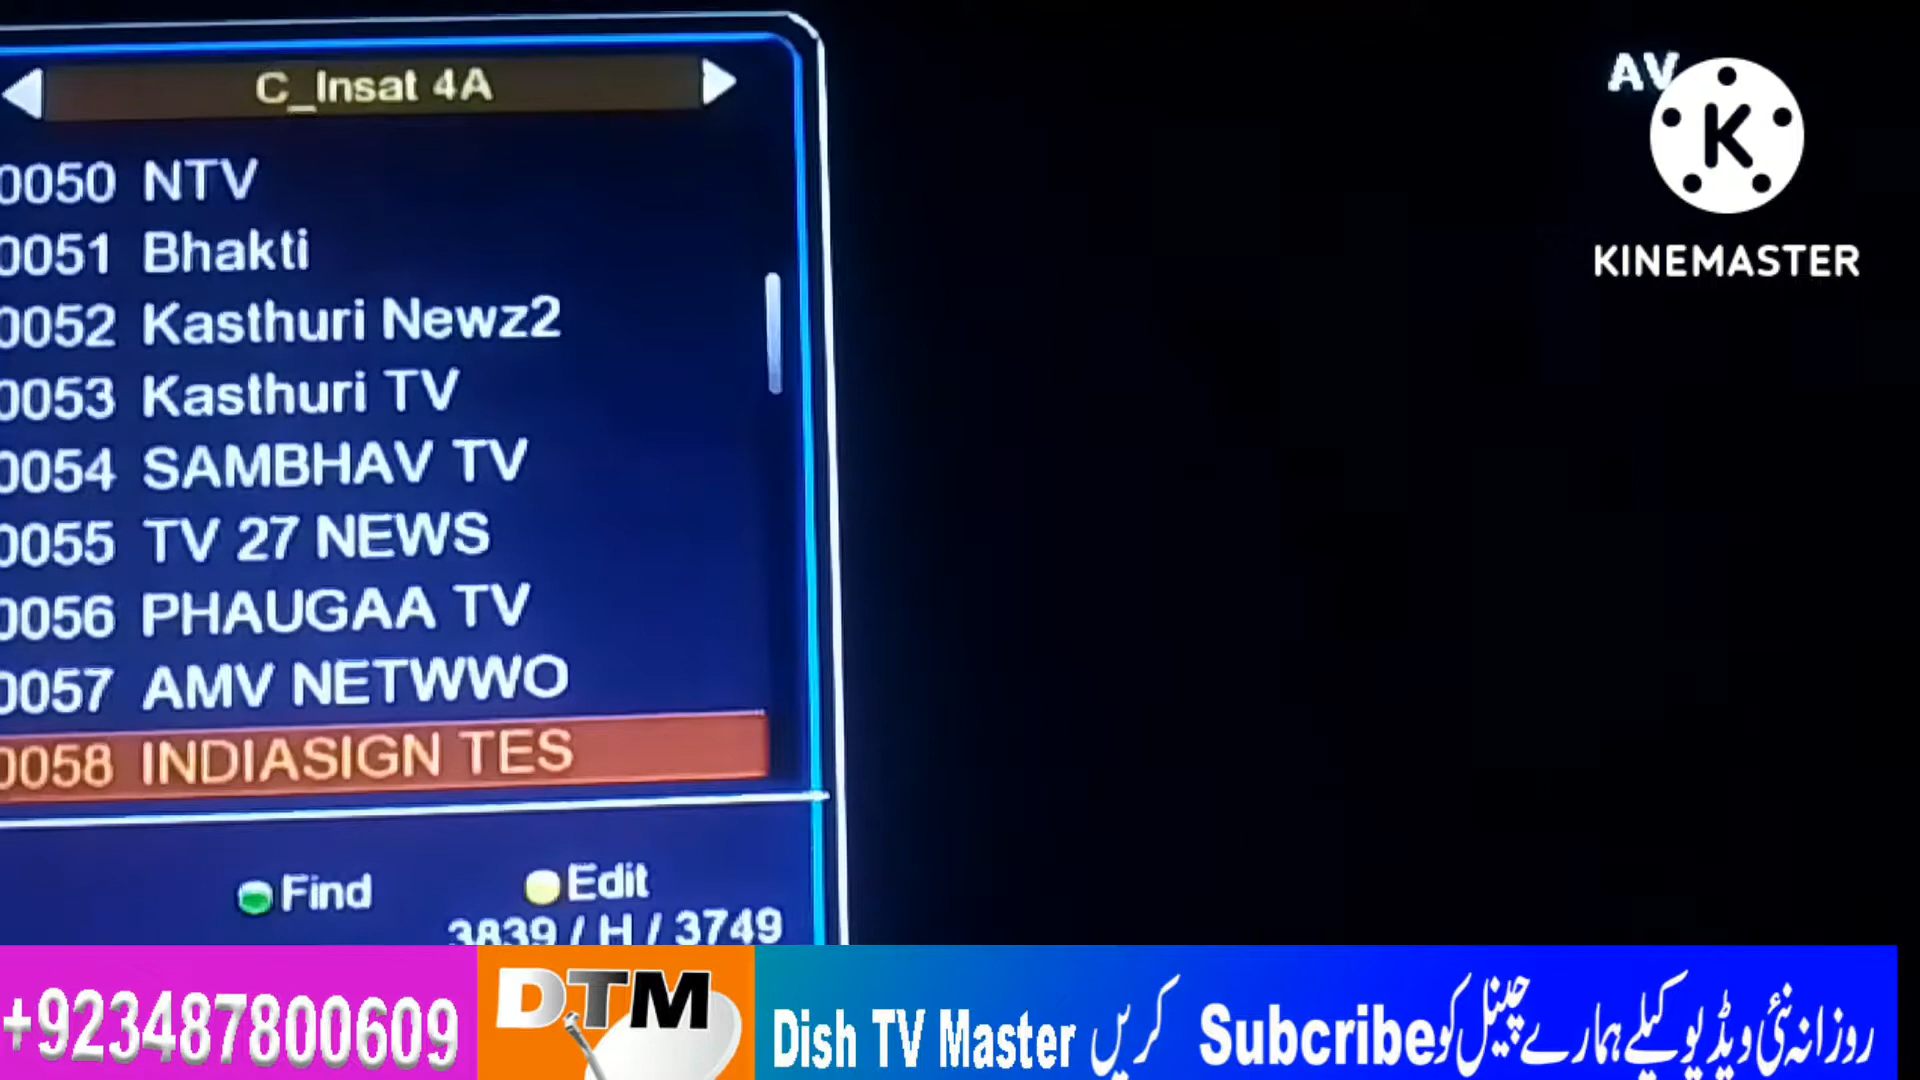 C_Insat 4A
AV
K
KINEMASTER
0050 NTV
0051 Bhakti
0052 Kasthuri Newz2
0053 Kasthuri TV
0054 SAMBHAV TV
0055 TV 27 NEWS
0056 PHAUGAA TV
0057 AMV NETWWO
0058 INDIASIGN TES
Find Edit
3839 / H / 3749
+923487800609
DTM
روزانہ نئی ویڈیو کیلے ہمارے چینل کو Subcribe کریں Dish TV Master